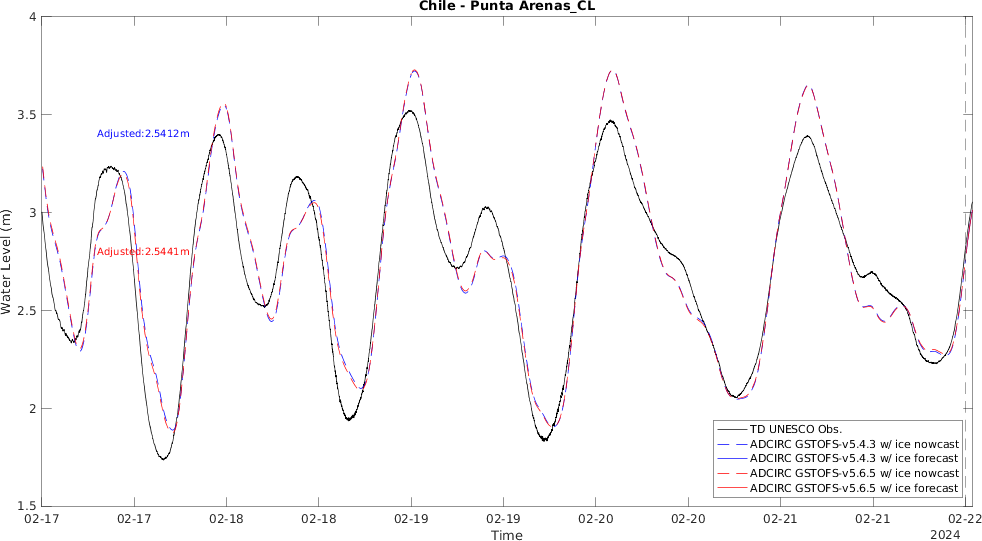 Chile - Punta Arenas_CL
4
3.5
3
2.5
2
1.5
Water Level (m)
Adjusted:2.5412m
Adjusted:2.5441m
TD UNESCO Obs.
ADCIRC GSTOFS-v5.4.3 w/ ice nowcast
ADCIRC GSTOFS-v5.4.3 w/ ice forecast
ADCIRC GSTOFS-v5.6.5 w/ ice nowcast
ADCIRC GSTOFS-v5.6.5 w/ ice forecast
02-17 02-17 02-18 02-18 02-19 02-19 02-20 02-20 02-21 02-21 02-22
2024
Time